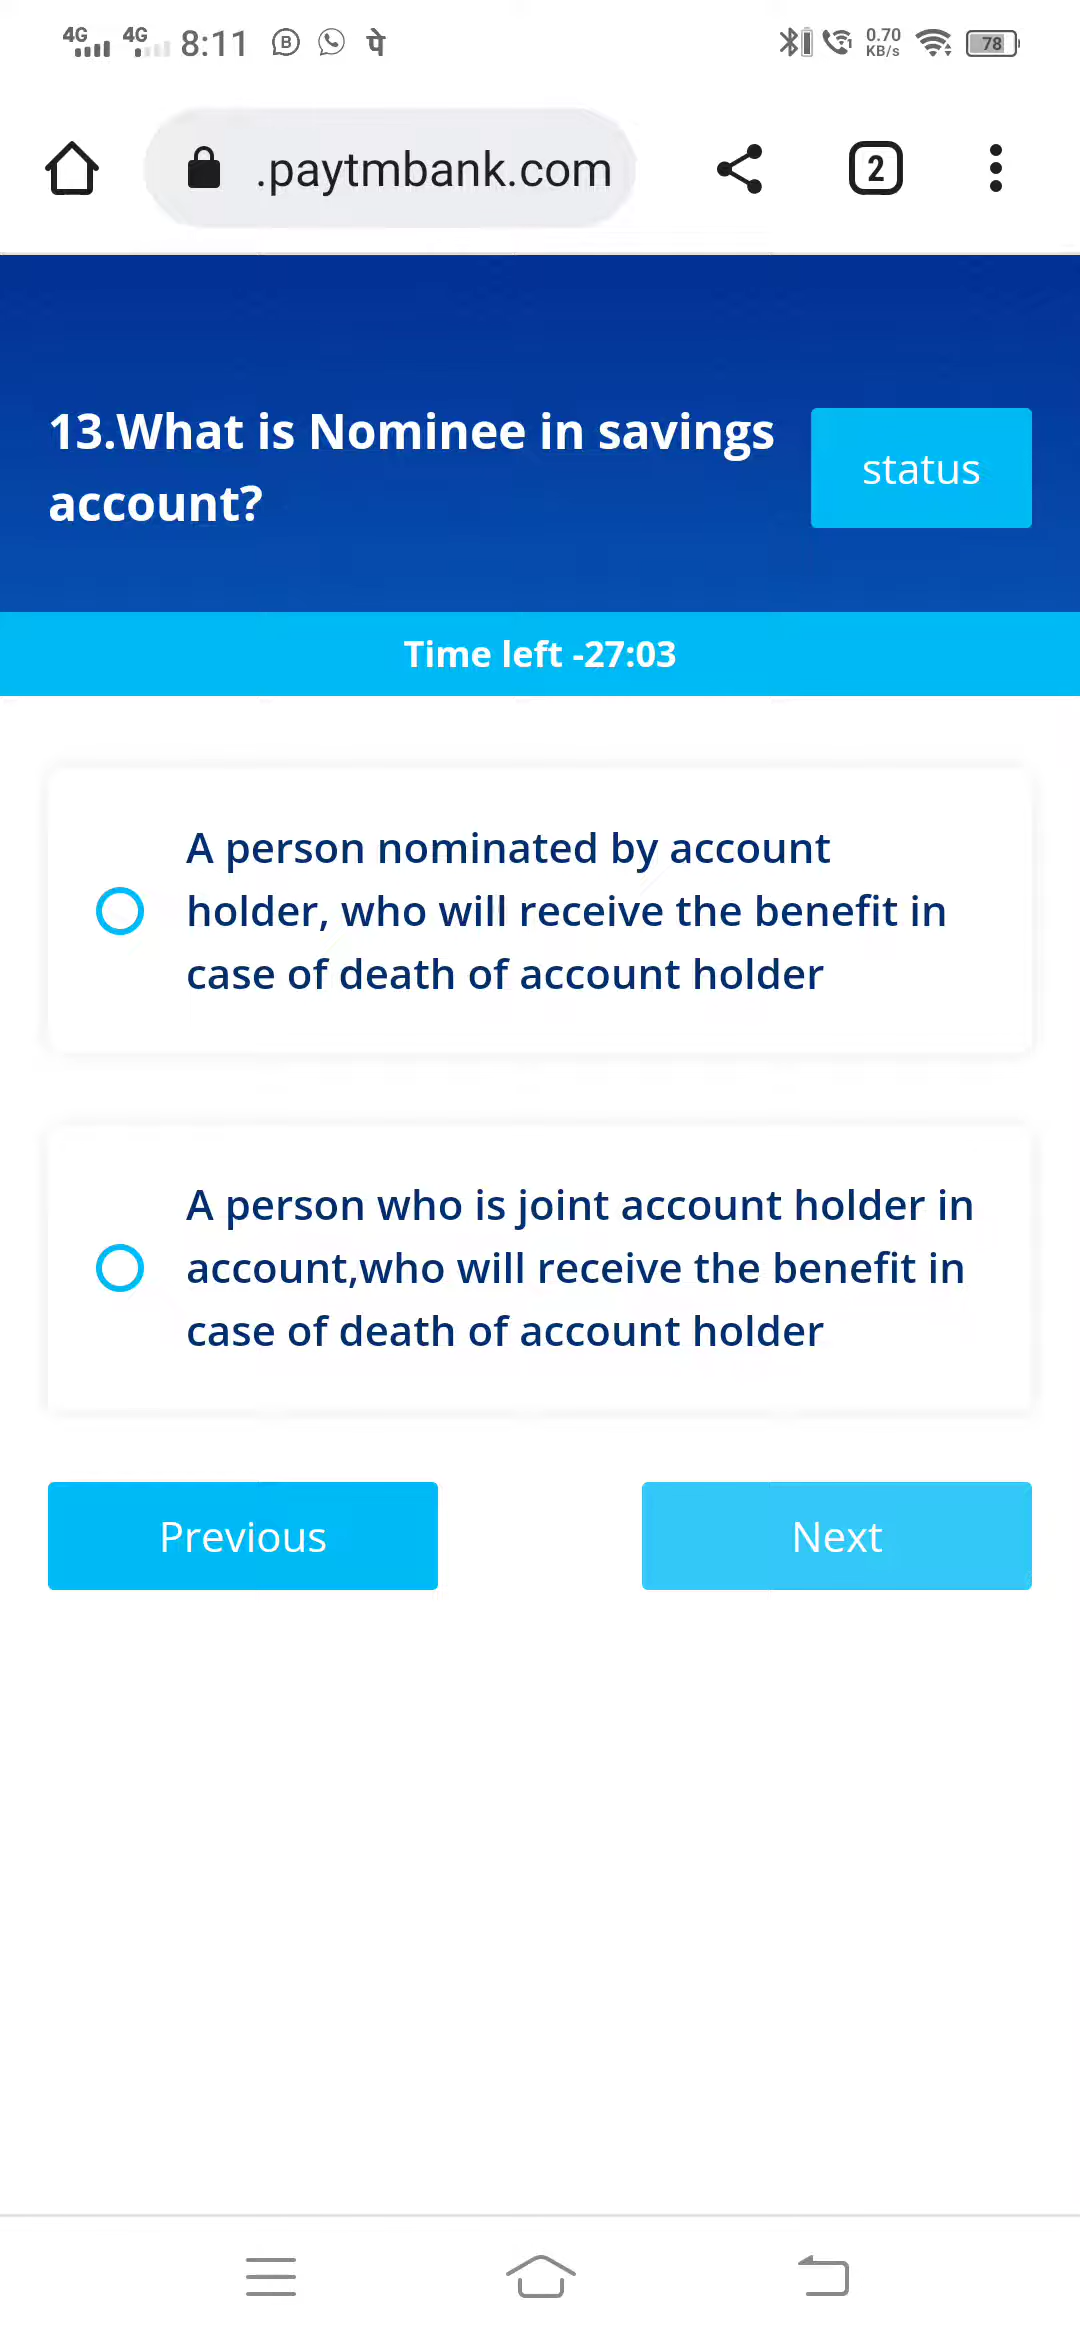 4G 4G 8:11 B पे 0.70 KB/s 78
.paytmbank.com 2
13.What is Nominee in savings
account?
status
Time left -27:03
A person nominated by account
holder, who will receive the benefit in
case of death of account holder
A person who is joint account holder in
account,who will receive the benefit in
case of death of account holder
Previous Next